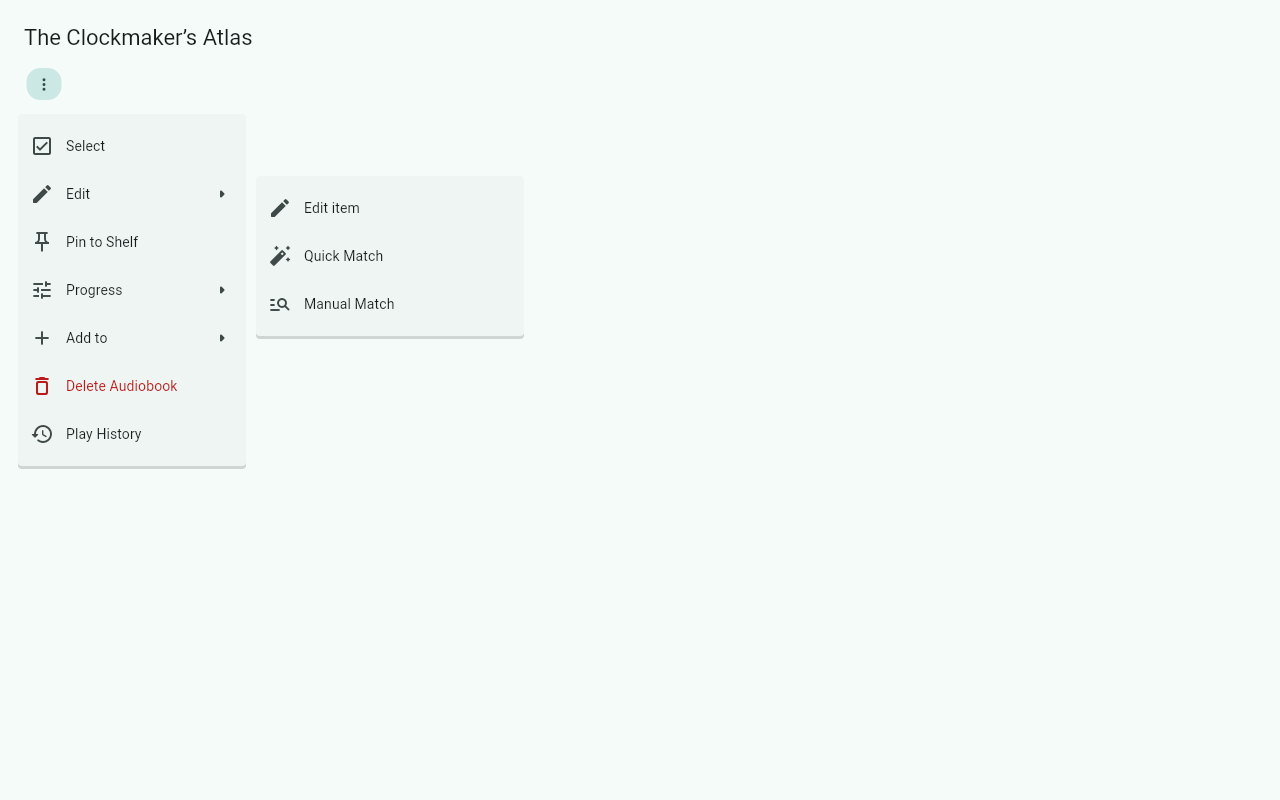 The Clockmaker’s Atlas
Select
Edit
Pin to Shelf
Progress
Add to
Delete Audiobook
Play History
Edit item
Quick Match
Manual Match